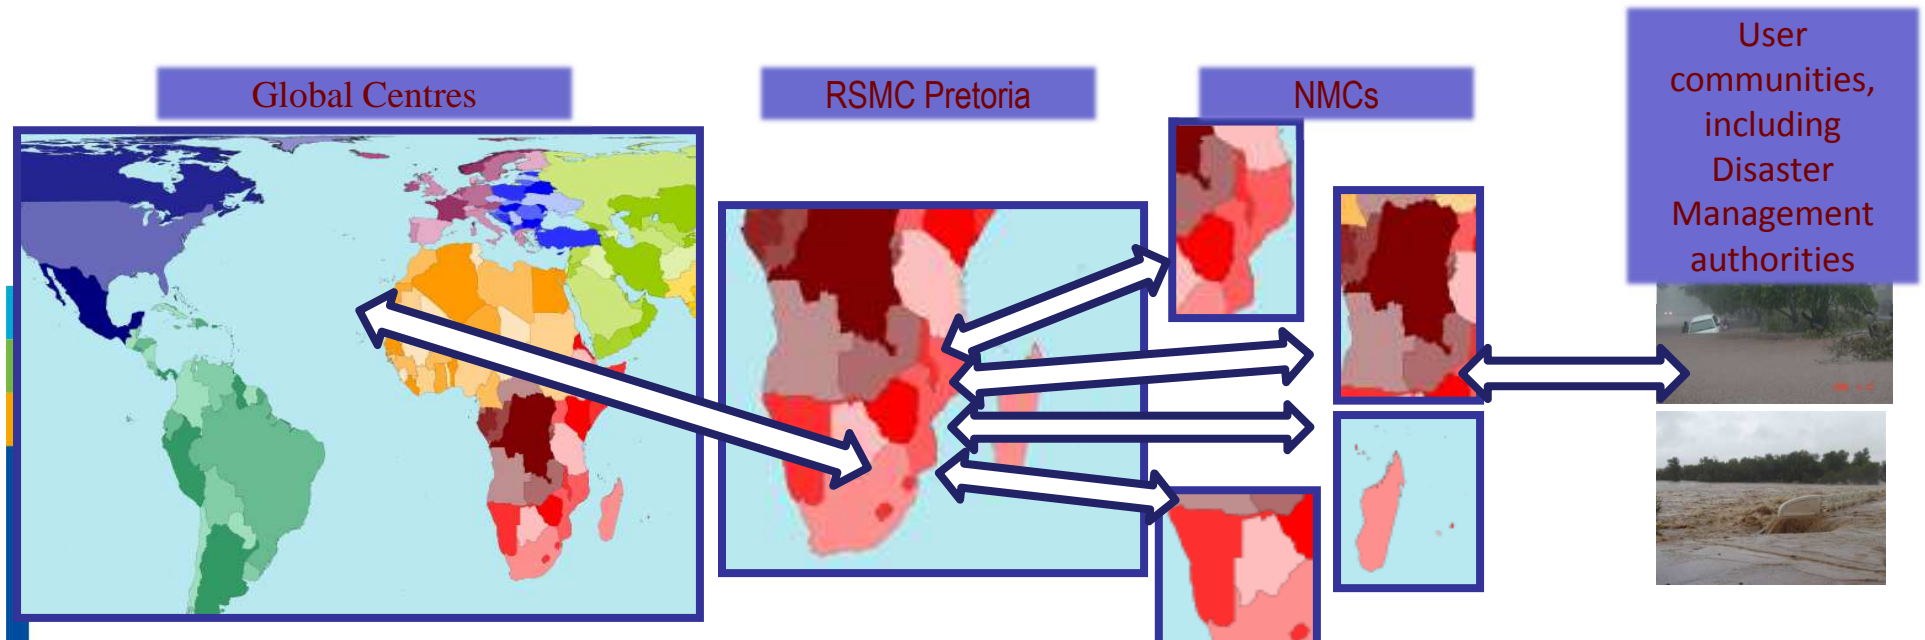 Global Centres
RSMC Pretoria
NMCs
User
communities,
including
Disaster
Management
authorities